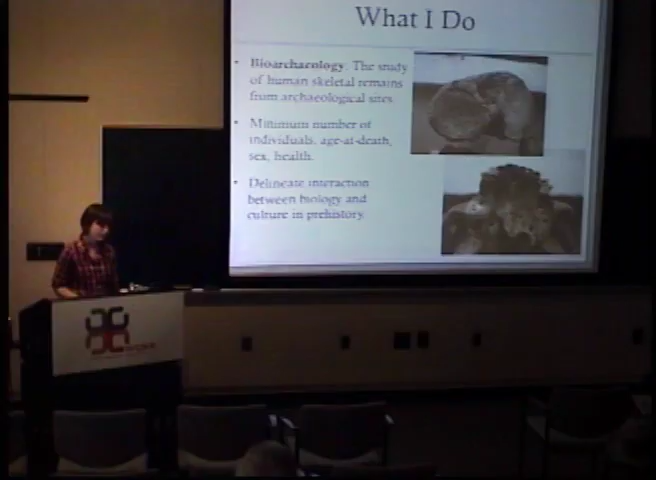 What I Do
• Bioarchaeology: The study
of human skeletal remains
from archaeological sites.
• Minimum number of
individuals, age-at-death,
sex, health.
• Delineate interaction
between biology and
culture in prehistory.